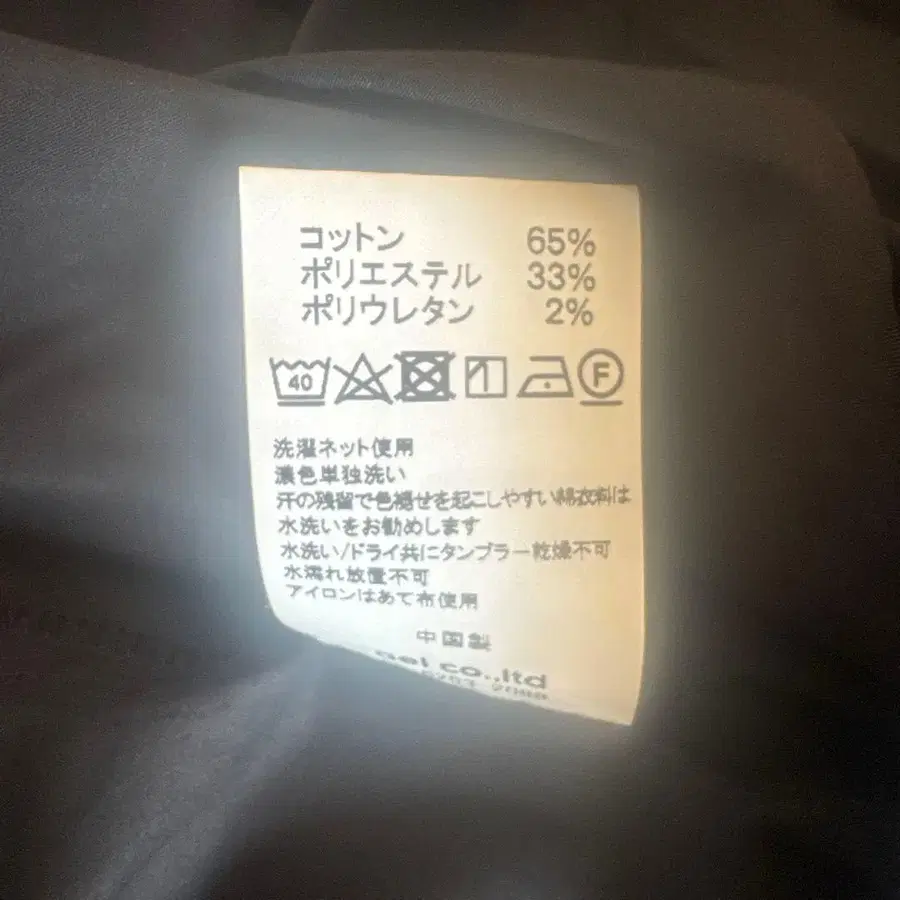 コットン 65%
ポリエステル 33%
ポリウレタン 2%
40 F
洗濯ネット使用
濃色単独洗い
汗の残留で色褪せを起こしやすい綿衣料は
水洗いをお勧めします
水洗い/ドライ共にタンブラー乾燥不可
水濡れ放置不可
アイロンはあて布使用
中国製
co.,ltd